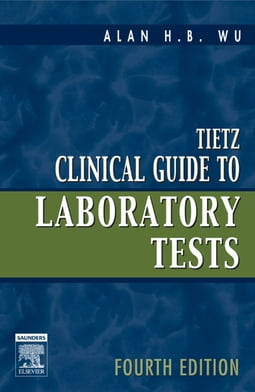 ALAN H.B. WU
TIETZ
CLINICAL GUIDE TO
LABORATORY
TESTS
SAUNDERS
ELSEVIER
FOURTH EDITION